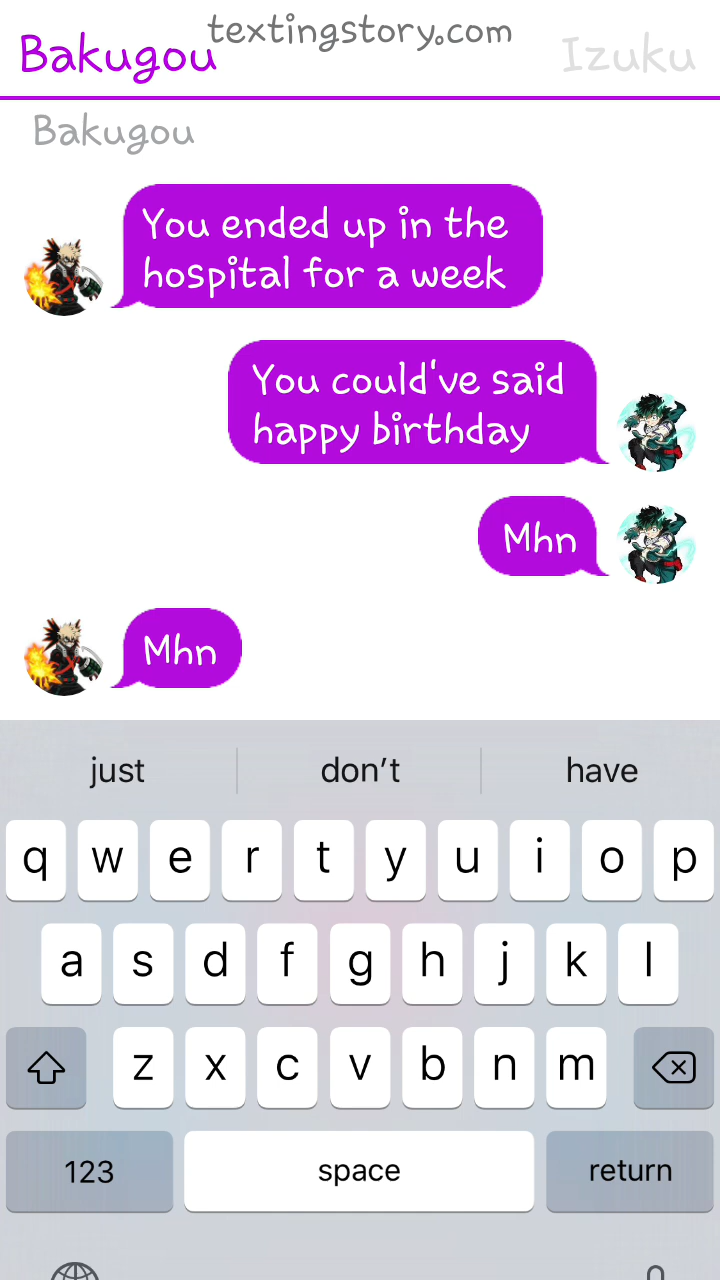 textingstory.com
Bakugou
Izuku
Bakugou
You ended up in the
hospital for a week
You could've said
happy birthday
Mhn
Mhn
just don’t have
q w e r t y u i o p
a s d f g h j k l
z x c v b n m
123 space return